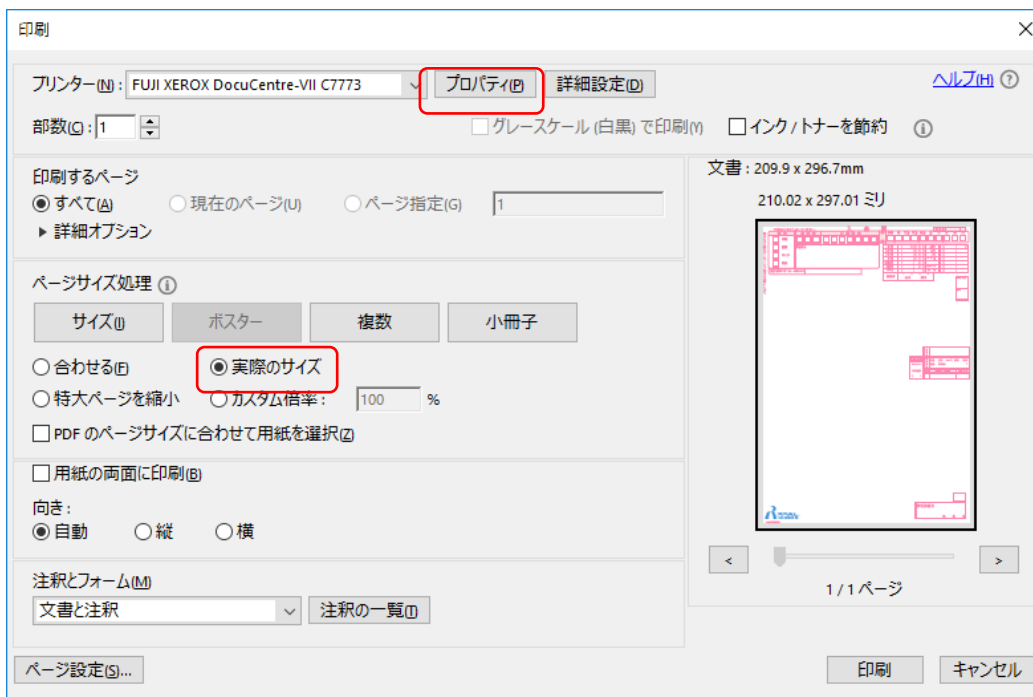 印刷
プリンター(N): FUJI XEROX DocuCentre-VII C7773 プロパティ(P) 詳細設定(D) ヘルプ(H)
部数(C): 1 グレースケール (白黒) で印刷(Y) インク / トナーを節約
印刷するページ
すべて(A) 現在のページ(U) ページ指定(G) 1
詳細オプション
ページサイズ処理
サイズ(I) ポスター 複数 小冊子
合わせる(F) 実際のサイズ
特大ページを縮小 カスタム倍率: 100 %
PDF のページサイズに合わせて用紙を選択(Z)
用紙の両面に印刷(B)
向き:
自動 縦 横
注釈とフォーム(M)
文書と注釈 注釈の一覧(T)
文書: 209.9 x 296.7mm
210.02 x 297.01 ミリ
< >
1 / 1 ページ
ページ設定(S)... 印刷 キャンセル